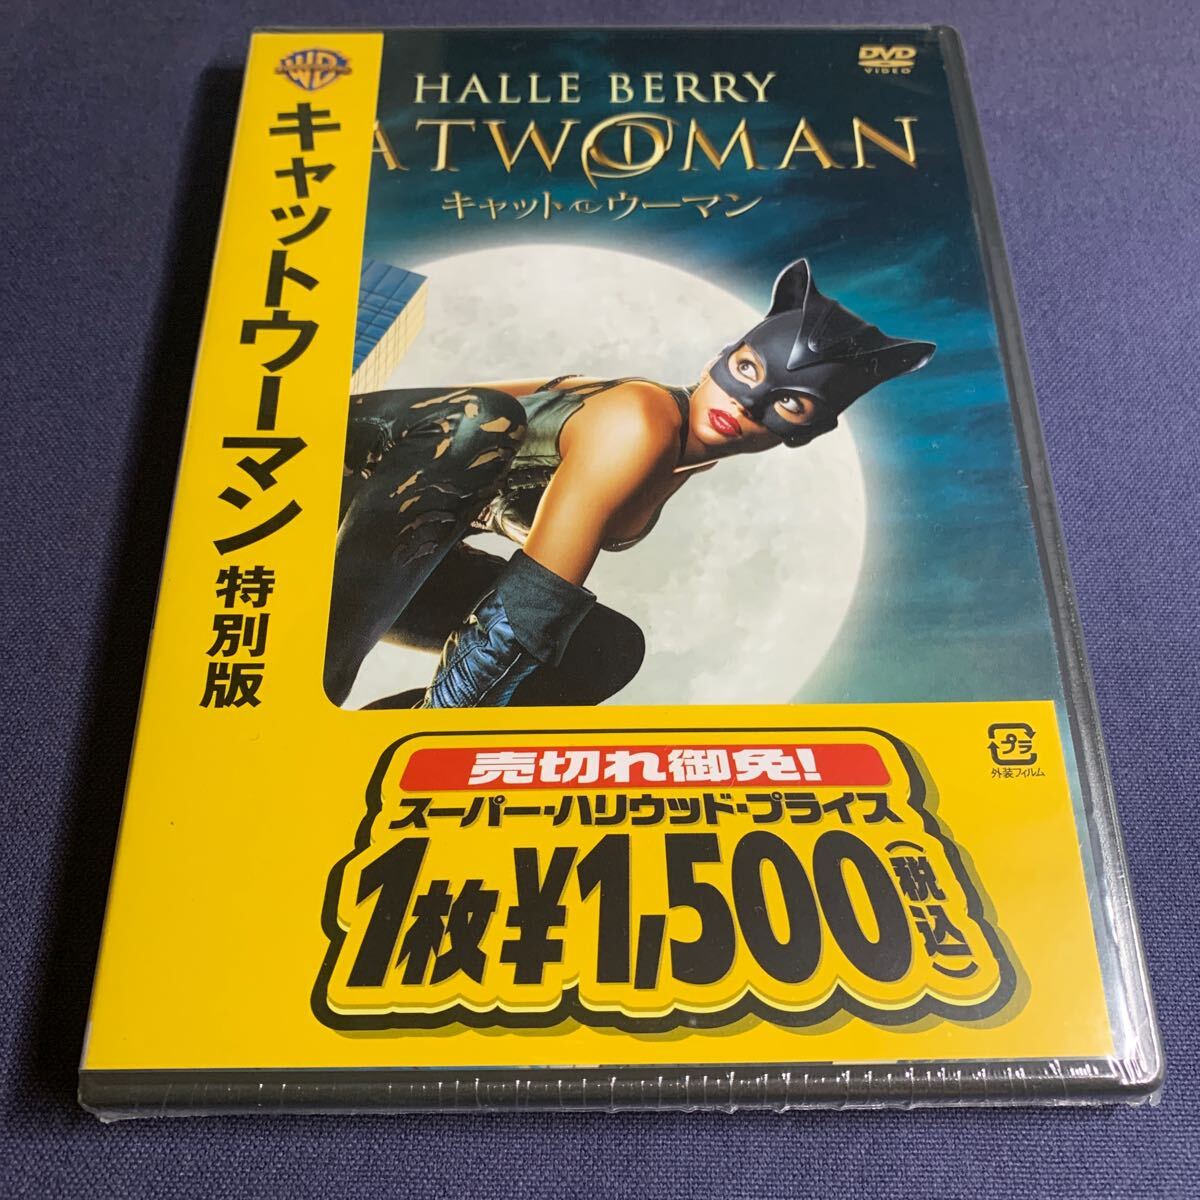 WB
キャットウーマン 特別版
DVD
VIDEO
HALLE BERRY
ATWOMAN
キャットウーマン
売切れ御免!
スーパー・ハリウッド・プライス
1枚¥1,500(税込)
プラ
外装フィルム